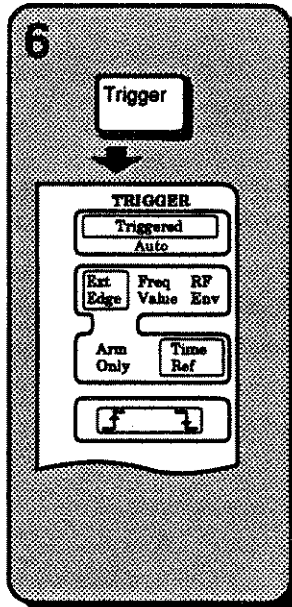 6
Trigger
TRIGGER
Triggered
Auto
Ext Freq RF
Edge Value Env
Arm Time
Only Ref